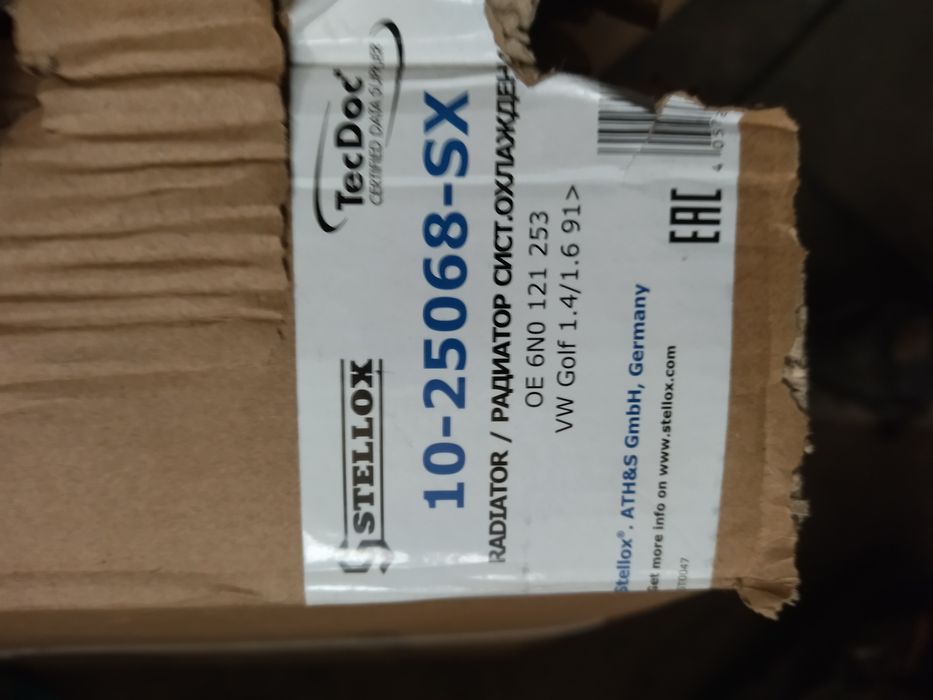 STELLOX
TecDoc
CERTIFIED DATA SUPPLIER
10-25068-SX
RADIATOR / РАДИАТОР СИСТ.ОХЛАЖДЕН
OE 6N0 121 253
VW Golf 1.4/1.6 91>
Stellox®. ATH&S GmbH, Germany
Get more info on www.stellox.com
EAC